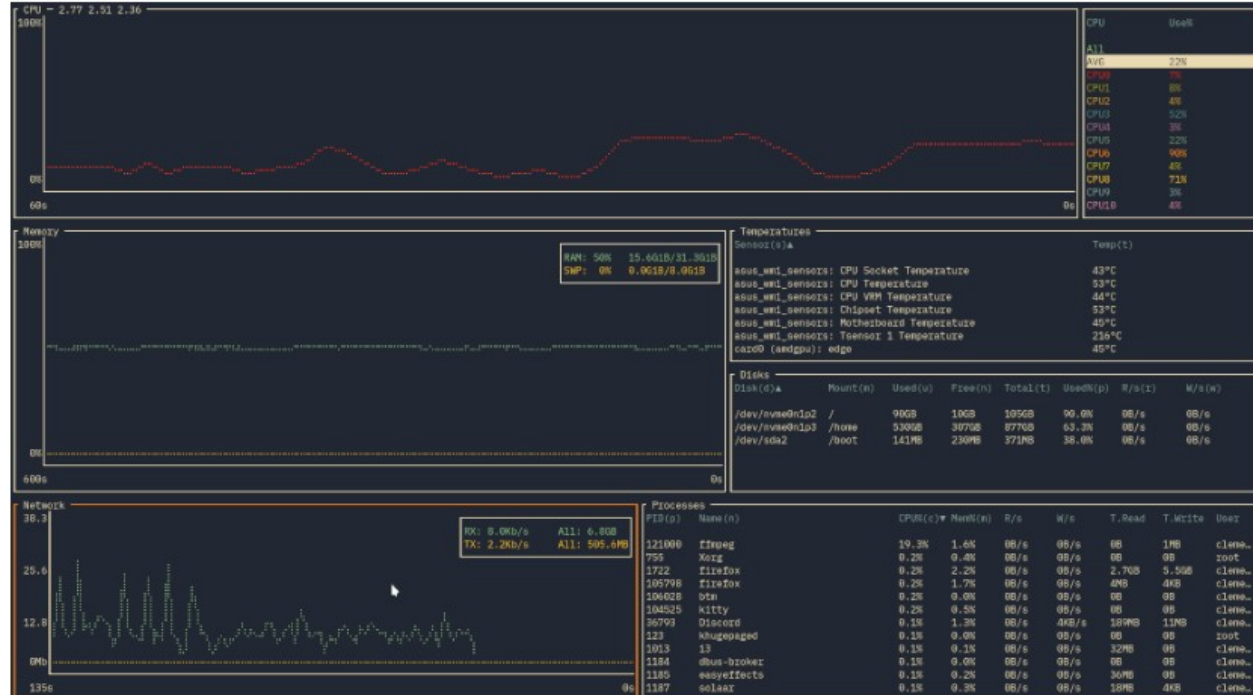 CPU — 2.77 2.51 2.36
100%
0%
60s 0s
CPU Use%
All
AVG 22%
CPU0 7%
CPU1 8%
CPU2 4%
CPU3 52%
CPU4 3%
CPU5 22%
CPU6 90%
CPU7 4%
CPU8 71%
CPU9 3%
CPU10 4%
Memory
100%
RAM: 50% 15.6GiB/31.3GiB
SWP: 0% 0.0GiB/8.0GiB
0%
600s 0s
Temperatures
Sensor(s)▲ Temp(t)
asus_wmi_sensors: CPU Socket Temperature 43°C
asus_wmi_sensors: CPU Temperature 53°C
asus_wmi_sensors: CPU VRM Temperature 44°C
asus_wmi_sensors: Chipset Temperature 53°C
asus_wmi_sensors: Motherboard Temperature 45°C
asus_wmi_sensors: Tsensor 1 Temperature 216°C
card0 (amdgpu): edge 45°C
Disks
Disk(d)▲ Mount(m) Used(u) Free(n) Total(t) Used%(p) R/s(r) W/s(w)
/dev/nvme0n1p2 / 90GB 10GB 105GB 90.0% 0B/s 0B/s
/dev/nvme0n1p3 /home 530GB 307GB 877GB 63.3% 0B/s 0B/s
/dev/sda2 /boot 141MB 230MB 371MB 38.0% 0B/s 0B/s
Network
38.3
25.6
12.8
0Mb
135s 0s
RX: 8.0Kb/s All: 6.8GB
TX: 2.2Kb/s All: 505.6MB
Processes
PID(p) Name(n) CPU%(c)▼ Mem%(m) R/s W/s T.Read T.Write User
121000 ffmpeg 19.3% 1.6% 0B/s 0B/s 0B 1MB cleme…
755 Xorg 0.2% 0.4% 0B/s 0B/s 0B 0B root
1722 firefox 0.2% 2.2% 0B/s 0B/s 2.7GB 5.5GB cleme…
105798 firefox 0.2% 1.7% 0B/s 0B/s 4MB 4KB cleme…
106028 btm 0.2% 0.0% 0B/s 0B/s 0B 0B cleme…
104525 kitty 0.2% 0.5% 0B/s 0B/s 0B 0B cleme…
36793 Discord 0.1% 1.3% 0B/s 4KB/s 189MB 11MB cleme…
123 khugepaged 0.1% 0.0% 0B/s 0B/s 0B 0B root
1013 i3 0.1% 0.1% 0B/s 0B/s 32MB 0B cleme…
1184 dbus-broker 0.1% 0.0% 0B/s 0B/s 0B 0B cleme…
1185 easyeffects 0.1% 0.2% 0B/s 0B/s 36MB 0B cleme…
1187 solaar 0.1% 0.3% 0B/s 0B/s 18MB 4KB cleme…